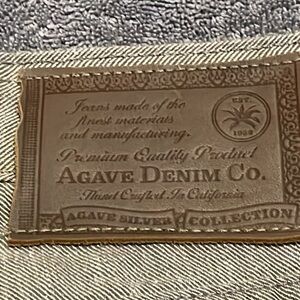 Jeans made of the
finest materials
and manufacturing.
EST.
Premium Quality Product
AGAVE DENIM CO.
Hand Crafted In California
AGAVE SILVER COLLECTION